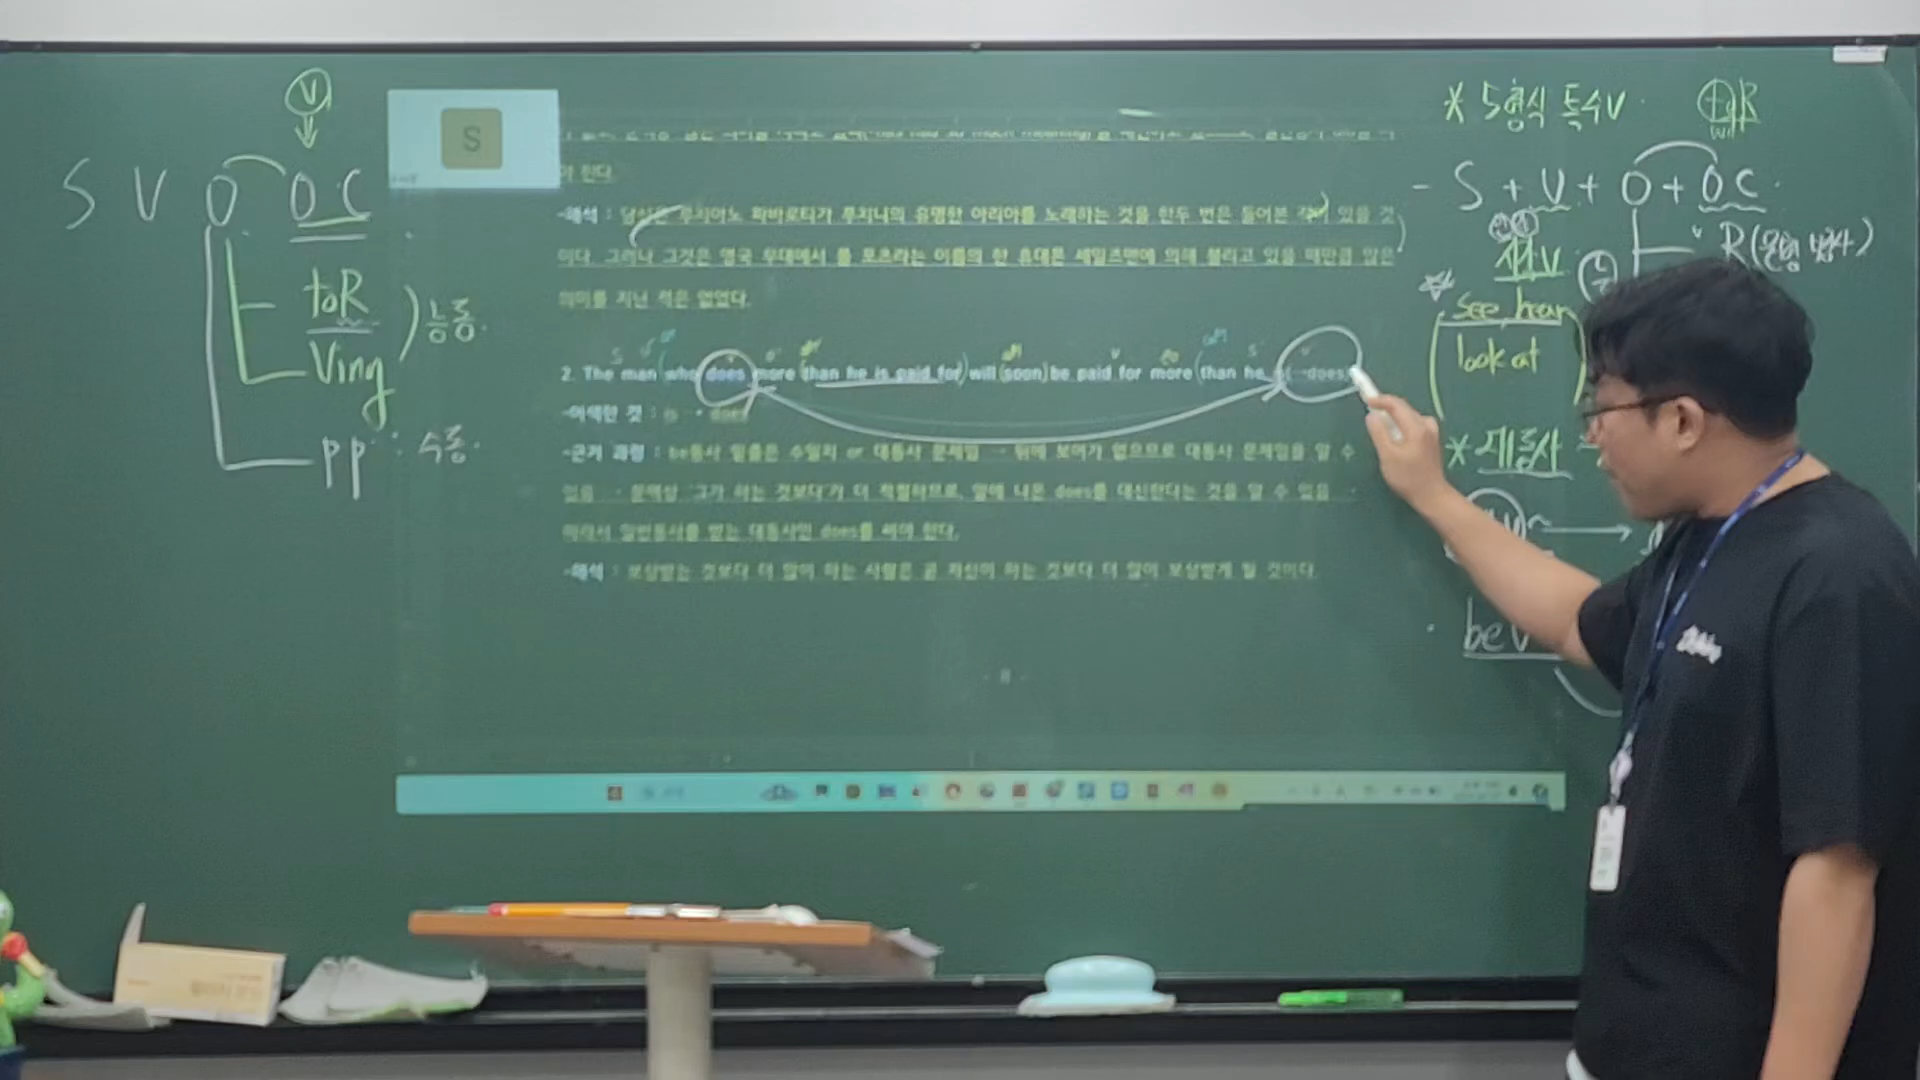 V
S V O O.C
toR
Ving
능동.
pp : 수동.
S
야 한다.
-해석 : 당신은 루치아노 파바로티가 푸치니의 유명한 아리아를 노래하는 것을 한두 번은 들어본 적이 있을 것
이다. 그러나 그것은 영국 무대에서 폴 포츠라는 이름의 한 휴대폰 세일즈맨에 의해 불리고 있을 때만큼 많은
의미를 지닌 적은 없었다.
2. The man who does more than he is paid for will soon be paid for more than he is →does
-어색한 것 : is → does
-근거 과정 : be동사 밑줄은 수일치 or 대동사 문제임 → 뒤에 보어가 없으므로 대동사 문제임을 알 수
있음 → 문맥상 '그가 하는 것보다'가 더 적절하므로, 앞에 나온 does를 대신한다는 것을 알 수 있음 →
따라서 일반동사를 받는 대동사인 does를 써야 한다.
-해석 : 보상받는 것보다 더 많이 하는 사람은 곧 자신이 하는 것보다 더 많이 보상받게 될 것이다.
- 8 -
* 5형식 특수V.
- S + V + O + O.C.
R (원형
see, hear
look at
* 대동사
be V